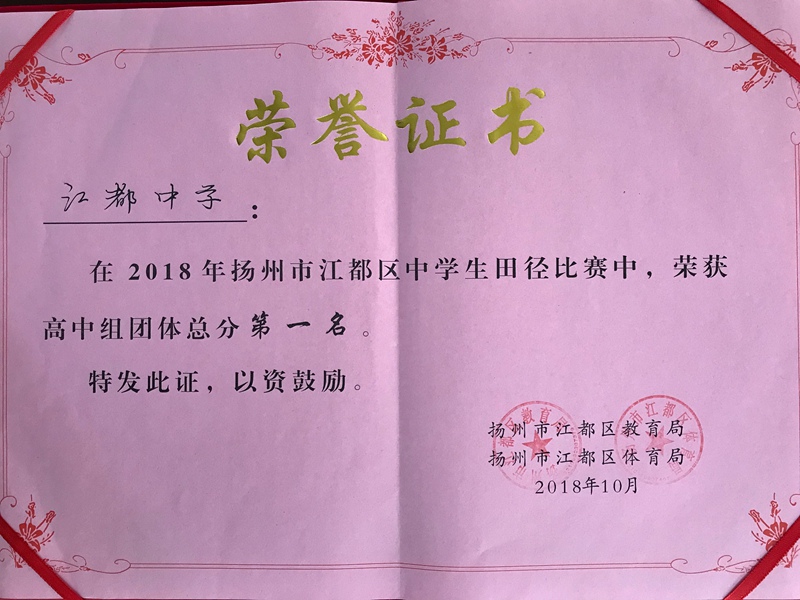 荣誉证书
江都中学：
在2018年扬州市江都区中学生田径比赛中，荣获
高中组团体总分第一名。
特发此证，以资鼓励。
扬州市江都区教育局
扬州市江都区体育局
2018年10月